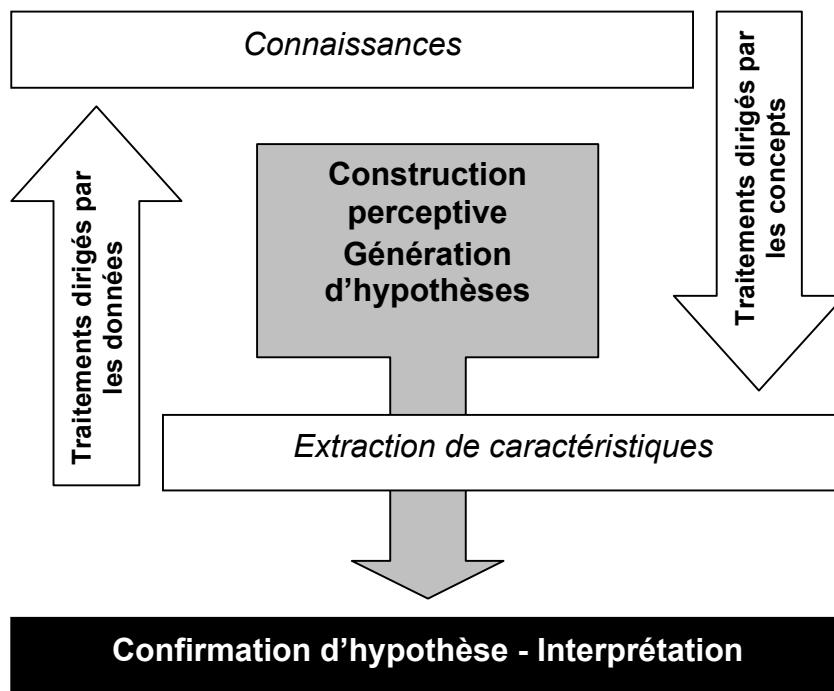 Connaissances
Traitements dirigés par
les concepts
Construction
perceptive
Génération
d’hypothèses
Traitements dirigés par
les données
Extraction de caractéristiques
Confirmation d’hypothèse - Interprétation